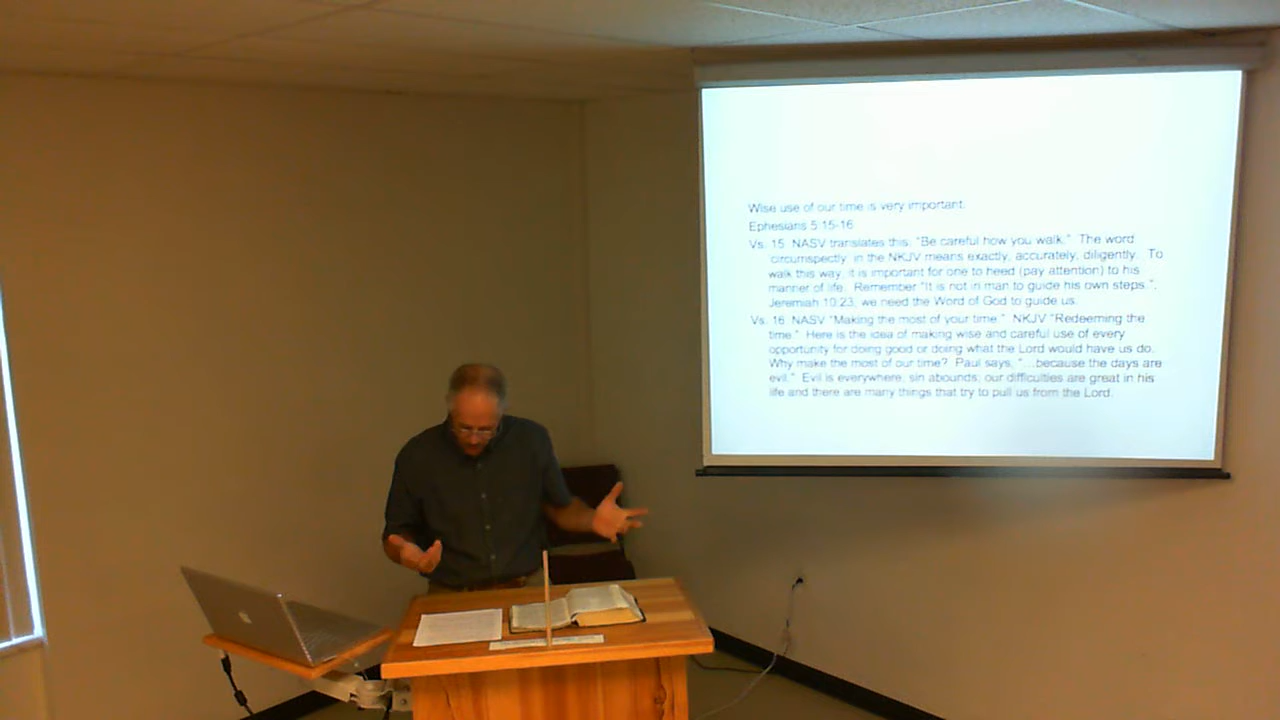 Wise use of our time is very important.
Ephesians 5:15-16
Vs. 15 NASV translates this, "Be careful how you walk." The word
circumspectly in the NKJV means exactly, accurately, diligently. To
walk this way, it is important for one to heed (pay attention) to his
manner of life. Remember "It is not in man to guide his own steps.",
Jeremiah 10:23, we need the Word of God to guide us.
Vs. 16 NASV "Making the most of your time." NKJV "Redeeming the
time." Here is the idea of making wise and careful use of every
opportunity for doing good or doing what the Lord would have us do.
Why make the most of our time? Paul says, "...because the days are
evil." Evil is everywhere, sin abounds, our difficulties are great in his
life and there are many things that try to pull us from the Lord.